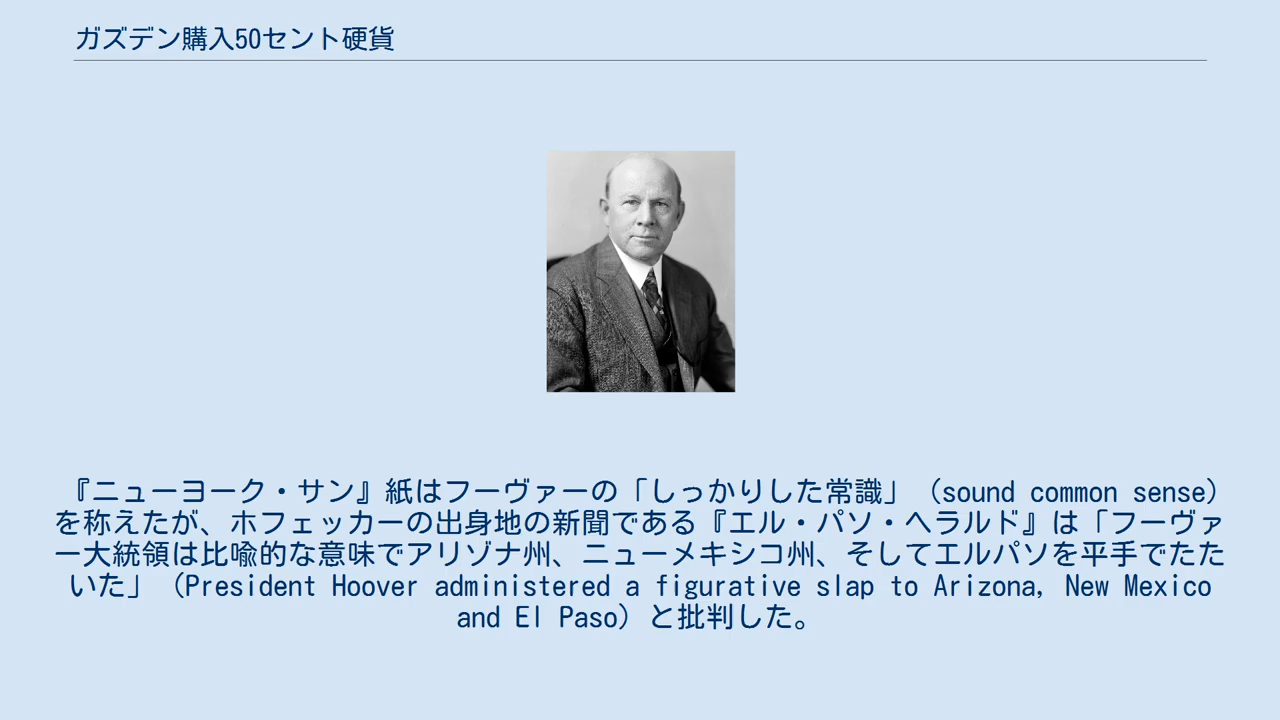 ガズデン購入50セント硬貨
『ニューヨーク・サン』紙はフーヴァーの「しっかりした常識」（sound common sense）
を称えたが、ホフェッカーの出身地の新聞である『エル・パソ・ヘラルド』は「フーヴァ
ー大統領は比喩的な意味でアリゾナ州、ニューメキシコ州、そしてエルパソを平手でたた
いた」（President Hoover administered a figurative slap to Arizona, New Mexico
and El Paso）と批判した。